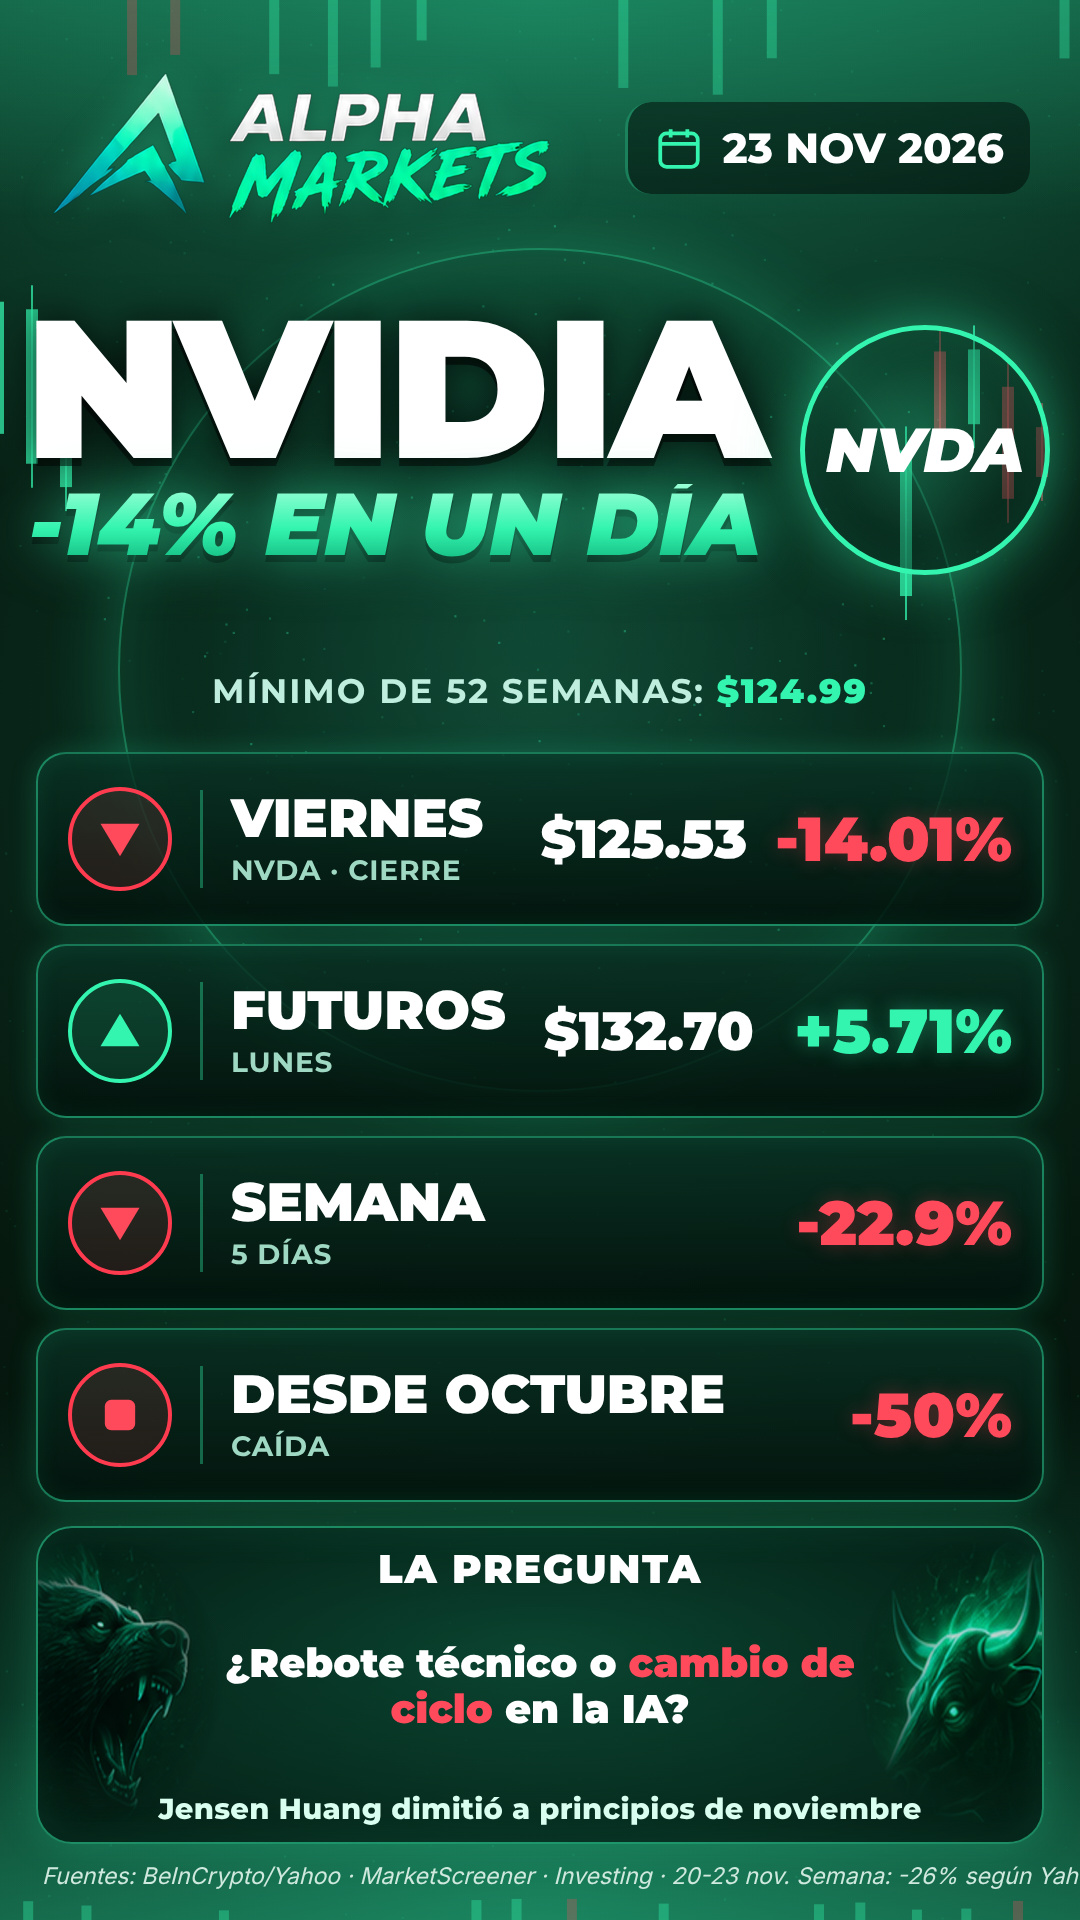 ALPHA
MARKETS
23 NOV 2026
NVIDIA
-14% EN UN DÍA
NVDA
MÍNIMO DE 52 SEMANAS: $124.99
VIERNES
NVDA · CIERRE
$125.53 -14.01%
FUTUROS
LUNES
$132.70 +5.71%
SEMANA
5 DÍAS
-22.9%
DESDE OCTUBRE
CAÍDA
-50%
LA PREGUNTA
¿Rebote técnico o cambio de
ciclo en la IA?
Jensen Huang dimitió a principios de noviembre
Fuentes: BeInCrypto/Yahoo · MarketScreener · Investing · 20-23 nov. Semana: -26% según Yah